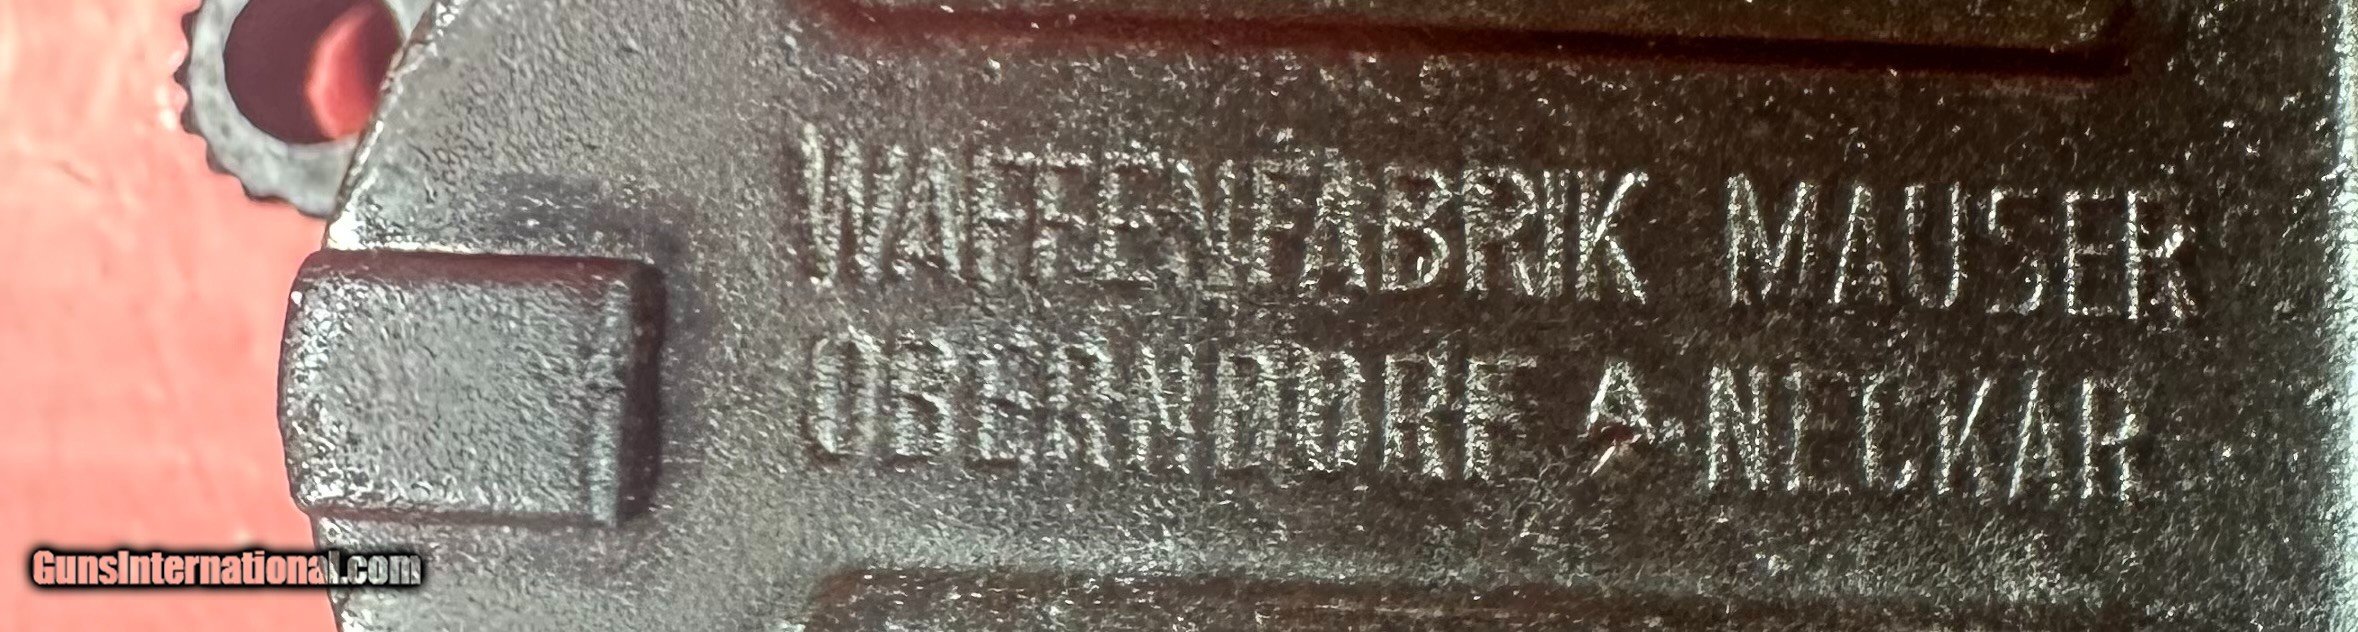 WAFFENFABRIK MAUSER
OBERNDORF A NECKAR
GunsInternational.com